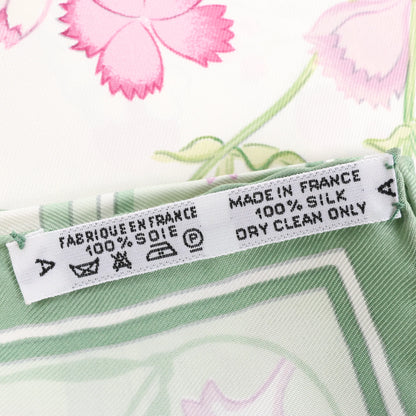 FABRIQUE EN FRANCE
100% SOIE
A
P
MADE IN FRANCE
100% SILK
DRY CLEAN ONLY
A